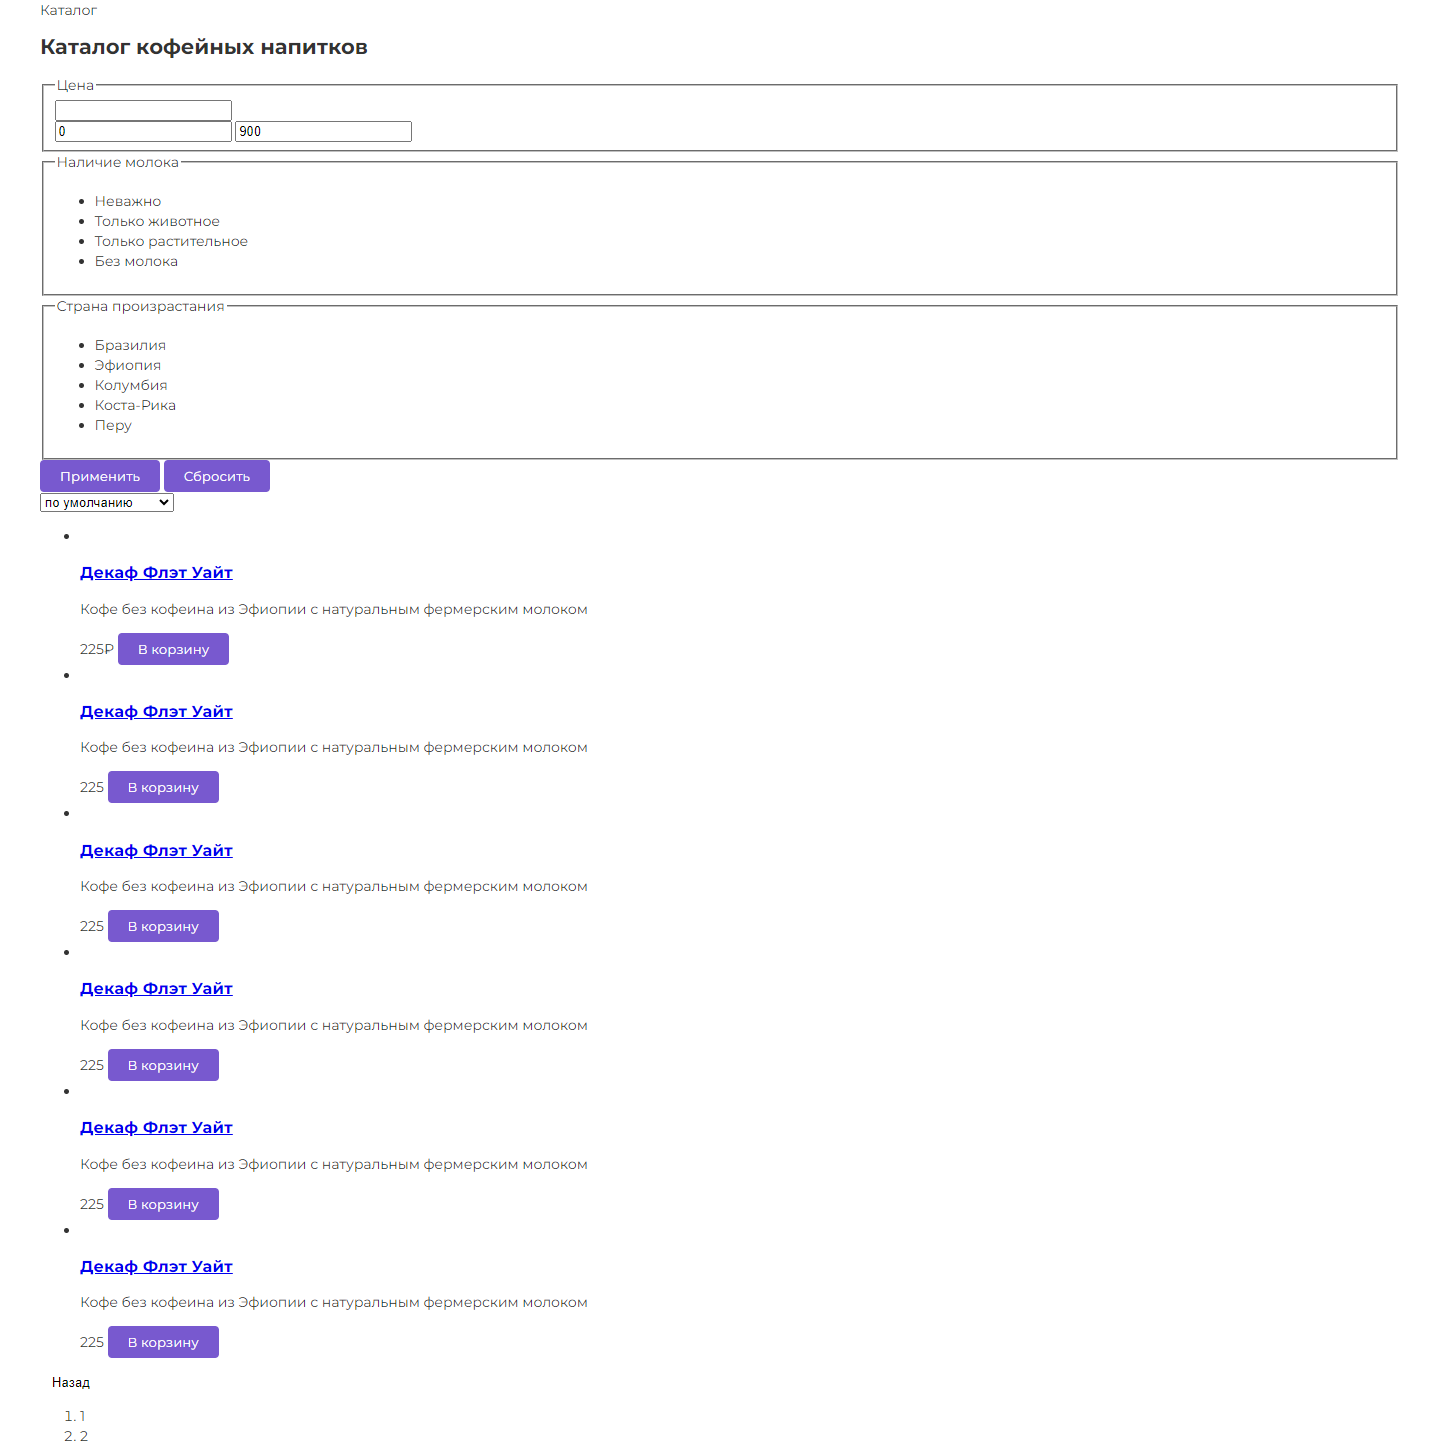 Каталог
Каталог кофейных напитков
Цена
0 900
Наличие молока
Неважно
Только животное
Только растительное
Без молока
Страна произрастания
Бразилия
Эфиопия
Колумбия
Коста-Рика
Перу
Применить Сбросить
по умолчанию
Декаф Флэт Уайт
Кофе без кофеина из Эфиопии с натуральным фермерским молоком
225₽ В корзину
Декаф Флэт Уайт
Кофе без кофеина из Эфиопии с натуральным фермерским молоком
225 В корзину
Декаф Флэт Уайт
Кофе без кофеина из Эфиопии с натуральным фермерским молоком
225 В корзину
Декаф Флэт Уайт
Кофе без кофеина из Эфиопии с натуральным фермерским молоком
225 В корзину
Декаф Флэт Уайт
Кофе без кофеина из Эфиопии с натуральным фермерским молоком
225 В корзину
Декаф Флэт Уайт
Кофе без кофеина из Эфиопии с натуральным фермерским молоком
225 В корзину
Назад
1. 1
2. 2